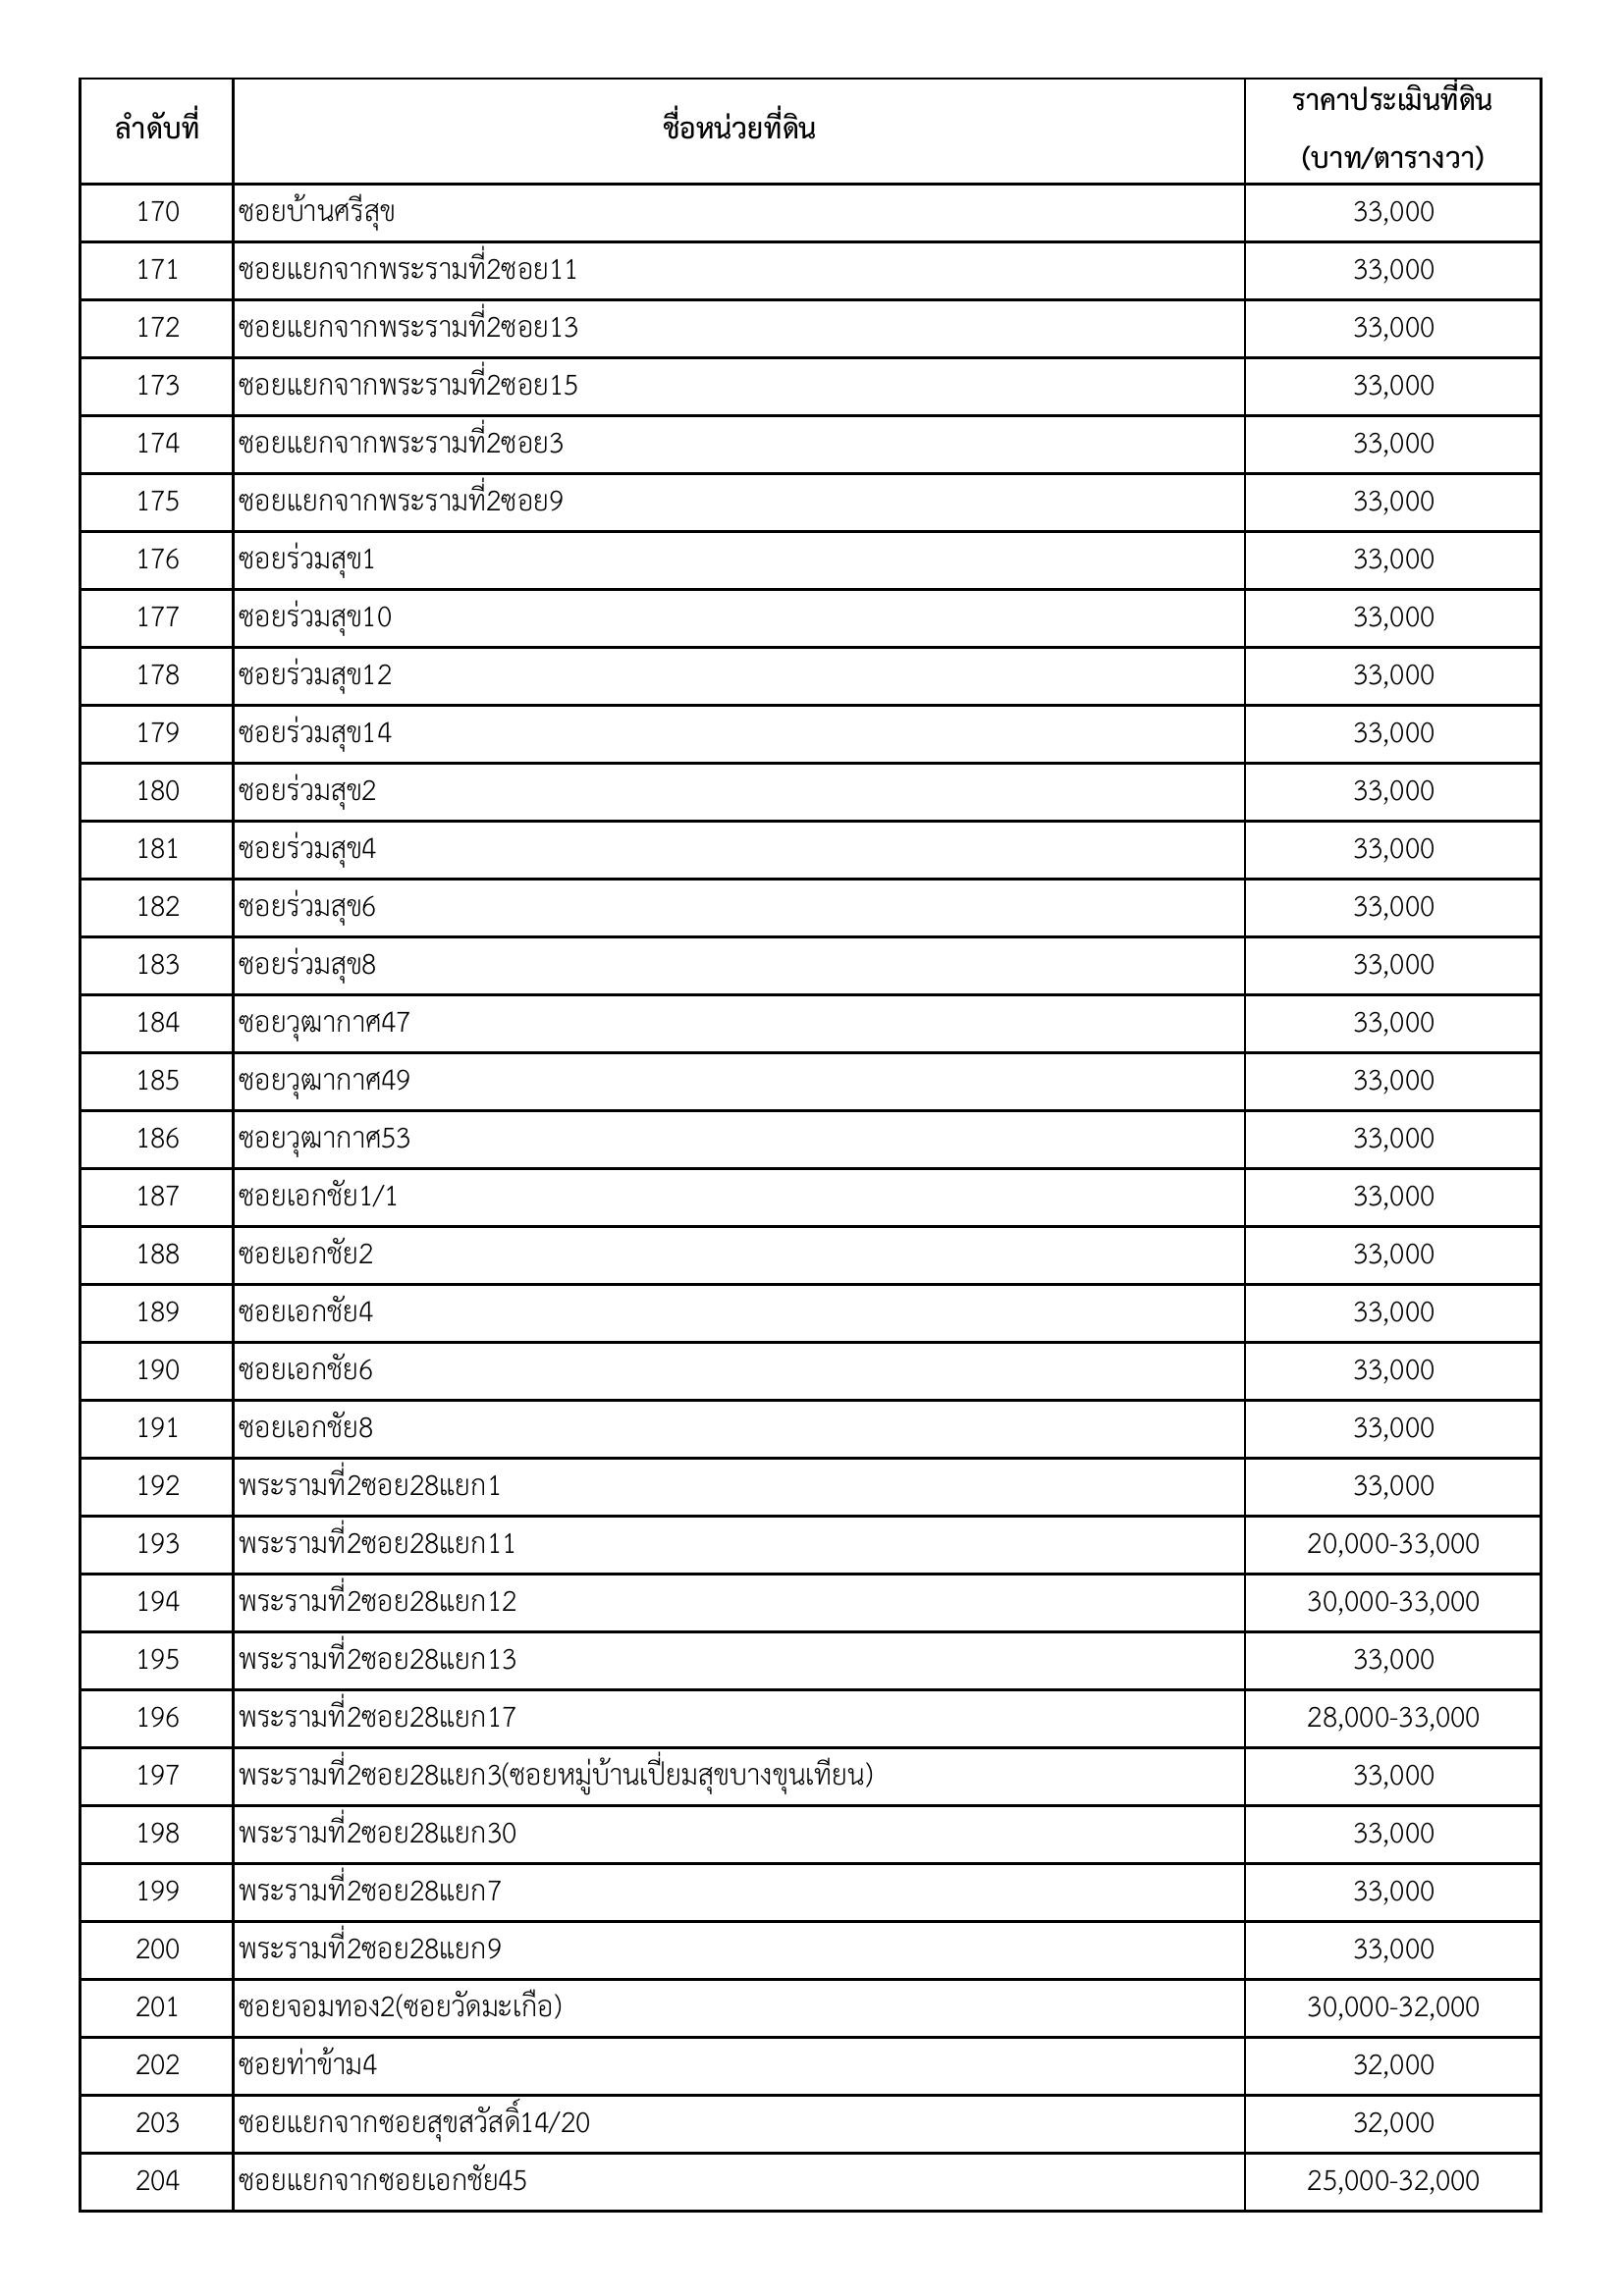 ลำดับที่ ชื่อหน่วยที่ดิน ราคาประเมินที่ดิน
(บาท/ตารางวา)
170 ซอยบ้านศรีสุข 33,000
171 ซอยแยกจากพระรามที่2ซอย11 33,000
172 ซอยแยกจากพระรามที่2ซอย13 33,000
173 ซอยแยกจากพระรามที่2ซอย15 33,000
174 ซอยแยกจากพระรามที่2ซอย3 33,000
175 ซอยแยกจากพระรามที่2ซอย9 33,000
176 ซอยร่วมสุข1 33,000
177 ซอยร่วมสุข10 33,000
178 ซอยร่วมสุข12 33,000
179 ซอยร่วมสุข14 33,000
180 ซอยร่วมสุข2 33,000
181 ซอยร่วมสุข4 33,000
182 ซอยร่วมสุข6 33,000
183 ซอยร่วมสุข8 33,000
184 ซอยวุฒากาศ47 33,000
185 ซอยวุฒากาศ49 33,000
186 ซอยวุฒากาศ53 33,000
187 ซอยเอกชัย1/1 33,000
188 ซอยเอกชัย2 33,000
189 ซอยเอกชัย4 33,000
190 ซอยเอกชัย6 33,000
191 ซอยเอกชัย8 33,000
192 พระรามที่2ซอย28แยก1 33,000
193 พระรามที่2ซอย28แยก11 20,000-33,000
194 พระรามที่2ซอย28แยก12 30,000-33,000
195 พระรามที่2ซอย28แยก13 33,000
196 พระรามที่2ซอย28แยก17 28,000-33,000
197 พระรามที่2ซอย28แยก3(ซอยหมู่บ้านเปี่ยมสุขบางขุนเทียน) 33,000
198 พระรามที่2ซอย28แยก30 33,000
199 พระรามที่2ซอย28แยก7 33,000
200 พระรามที่2ซอย28แยก9 33,000
201 ซอยจอมทอง2(ซอยวัดมะเกือ) 30,000-32,000
202 ซอยท่าข้าม4 32,000
203 ซอยแยกจากซอยสุขสวัสดิ์14/20 32,000
204 ซอยแยกจากซอยเอกชัย45 25,000-32,000